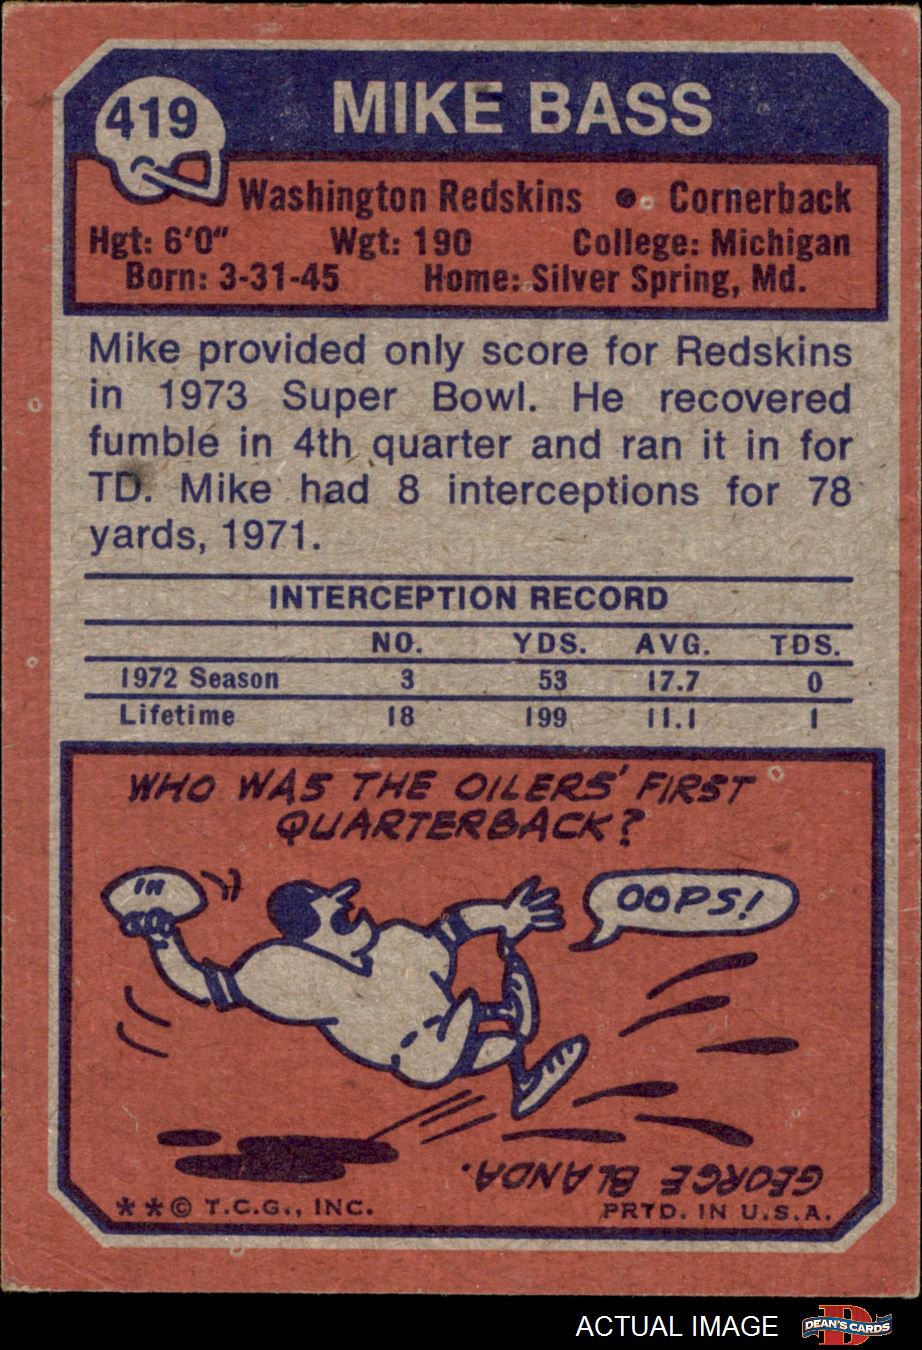 419
MIKE BASS
Washington Redskins • Cornerback
Hgt: 6'0" Wgt: 190 College: Michigan
Born: 3-31-45 Home: Silver Spring, Md.
Mike provided only score for Redskins
in 1973 Super Bowl. He recovered
fumble in 4th quarter and ran it in for
TD. Mike had 8 interceptions for 78
yards, 1971.
INTERCEPTION RECORD
NO. YDS. AVG. TDS.
1972 Season 3 53 17.7 0
Lifetime 18 199 11.1 1
WHO WAS THE OILERS' FIRST
QUARTERBACK?
OOPS!
GEORGE BLANDA.
**© T.C.G., INC. PRTD. IN U.S.A.
ACTUAL IMAGE DEAN'S CARDS